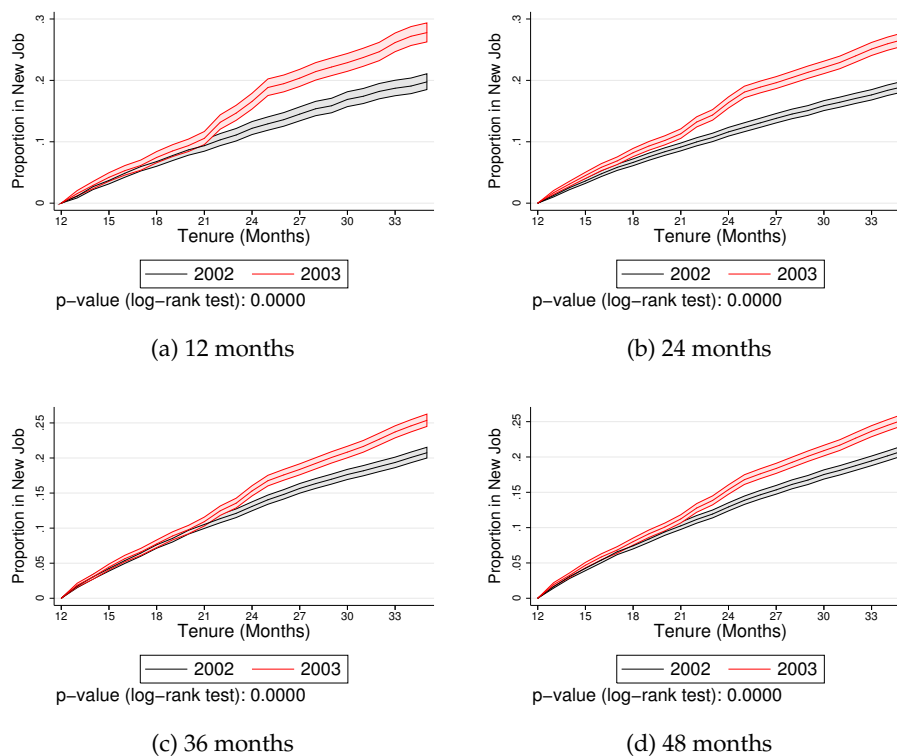 Proportion in New Job
0 .1 .2 .3
12 15 18 21 24 27 30 33
Tenure (Months)
2002 2003
p−value (log−rank test): 0.0000
(a) 12 months
Proportion in New Job
0 .1 .2 .3
12 15 18 21 24 27 30 33
Tenure (Months)
2002 2003
p−value (log−rank test): 0.0000
(b) 24 months
Proportion in New Job
0 .05 .1 .15 .2 .25
12 15 18 21 24 27 30 33
Tenure (Months)
2002 2003
p−value (log−rank test): 0.0000
(c) 36 months
Proportion in New Job
0 .05 .1 .15 .2 .25
12 15 18 21 24 27 30 33
Tenure (Months)
2002 2003
p−value (log−rank test): 0.0000
(d) 48 months